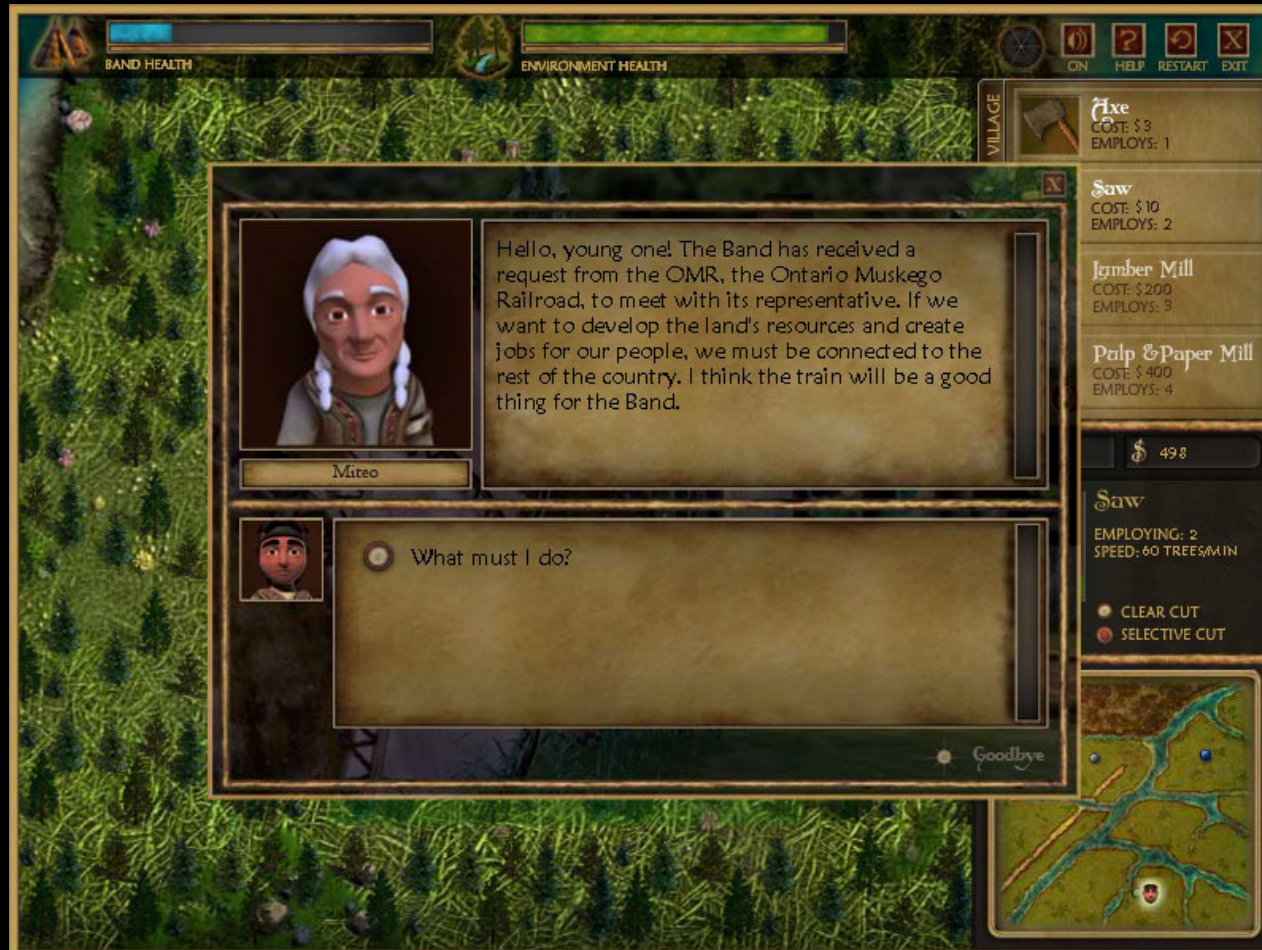 BAND HEALTH
ENVIRONMENT HEALTH
ON
HELP
RESTART
EXIT
VILLAGE
Axe
COST: $3
EMPLOYS: 1
Saw
COST: $10
EMPLOYS: 2
Lumber Mill
COST: $200
EMPLOYS: 3
Pulp & Paper Mill
COST: $400
EMPLOYS: 4
$ 498
Saw
EMPLOYING: 2
SPEED: 60 TREES/MIN
CLEAR CUT
SELECTIVE CUT
Hello, young one! The Band has received a
request from the OMR, the Ontario Muskego
Railroad, to meet with its representative. If we
want to develop the land's resources and create
jobs for our people, we must be connected to the
rest of the country. I think the train will be a good
thing for the Band.
Miteo
What must I do?
Goodbye
X